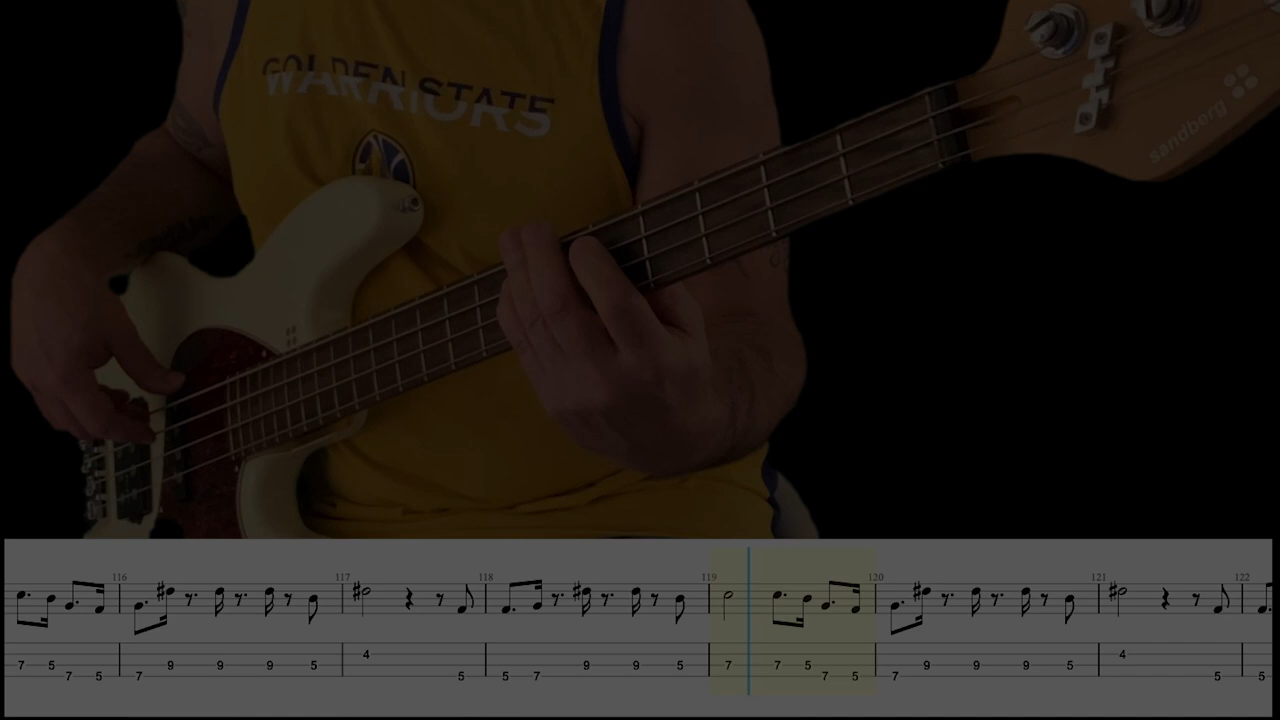 GOLDEN STATE
WARRIORS
sandberg
116 117 118 119 120 121 122
4 4
7 5 9 9 9 5 9 9 5 7 7 5 9 9 9 5
7 5 7 5 5 7 7 5 7 5 5